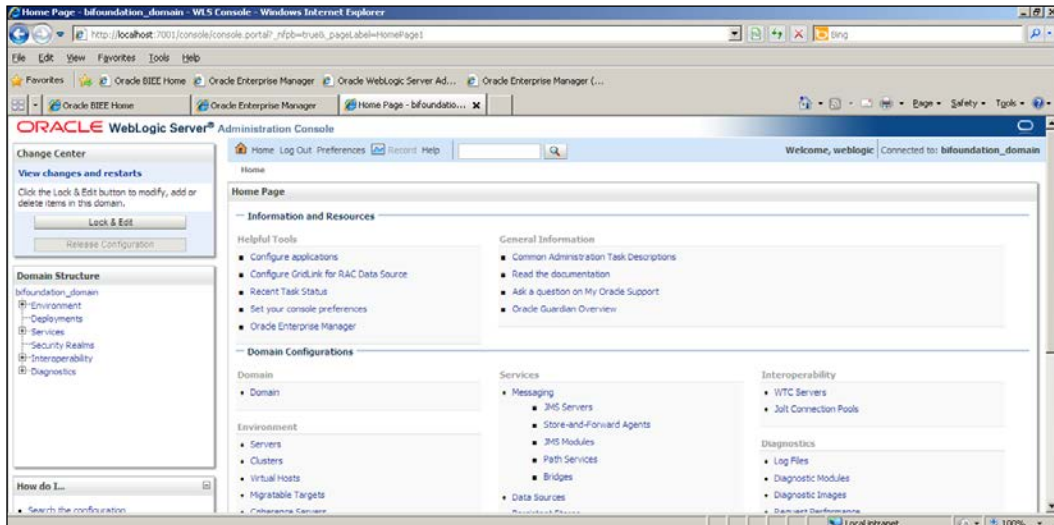 Home Page - bifoundation_domain - WLS Console - Windows Internet Explorer
http://localhost:7001/console/console.portal?_nfpb=true&_pageLabel=HomePage1
Bing
File Edit View Favorites Tools Help
Favorites Oracle BIEE Home Oracle Enterprise Manager Oracle WebLogic Server Ad... Oracle Enterprise Manager (...
Oracle BIEE Home Oracle Enterprise Manager Home Page - bifoundatio... Page Safety Tools
ORACLE WebLogic Server® Administration Console
Change Center
View changes and restarts
Click the Lock & Edit button to modify, add or
delete items in this domain.
Lock & Edit
Release Configuration
Domain Structure
bifoundation_domain
Environment
Deployments
Services
Security Realms
Interoperability
Diagnostics
How do I...
Search the configuration
Home Log Out Preferences Record Help
Welcome, weblogic Connected to: bifoundation_domain
Home
Home Page
Information and Resources
Helpful Tools
Configure applications
Configure GridLink for RAC Data Source
Recent Task Status
Set your console preferences
Oracle Enterprise Manager
General Information
Common Administration Task Descriptions
Read the documentation
Ask a question on My Oracle Support
Oracle Guardian Overview
Domain Configurations
Domain
Domain
Environment
Servers
Clusters
Virtual Hosts
Migratable Targets
Coherence Servers
Services
Messaging
JMS Servers
Store-and-Forward Agents
JMS Modules
Path Services
Bridges
Data Sources
Persistent Stores
Interoperability
WTC Servers
Jolt Connection Pools
Diagnostics
Log Files
Diagnostic Modules
Diagnostic Images
Request Performance
Local intranet 100%